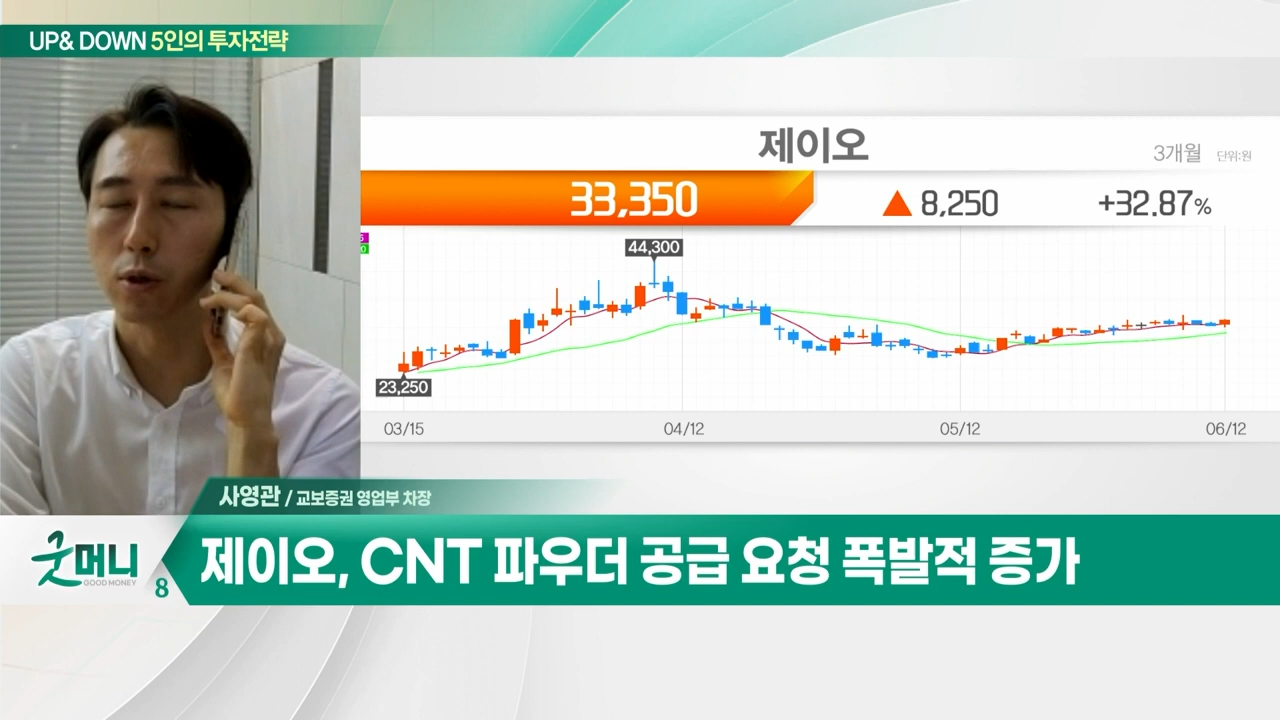 UP& DOWN 5인의 투자전략
제이오
3개월 단위:원
33,350 ▲ 8,250 +32.87%
44,300
23,250
03/15 04/12 05/12 06/12
사영관 / 교보증권 영업부 차장
굿머니
GOOD MONEY
8
제이오, CNT 파우더 공급 요청 폭발적 증가